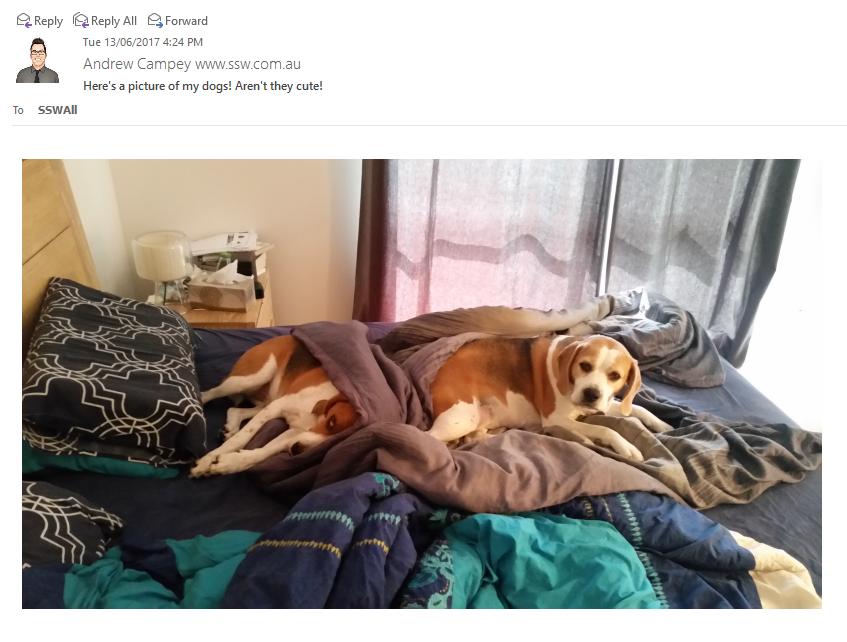 Reply Reply All Forward
Tue 13/06/2017 4:24 PM
Andrew Campey www.ssw.com.au
Here's a picture of my dogs! Aren't they cute!
To SSWAll